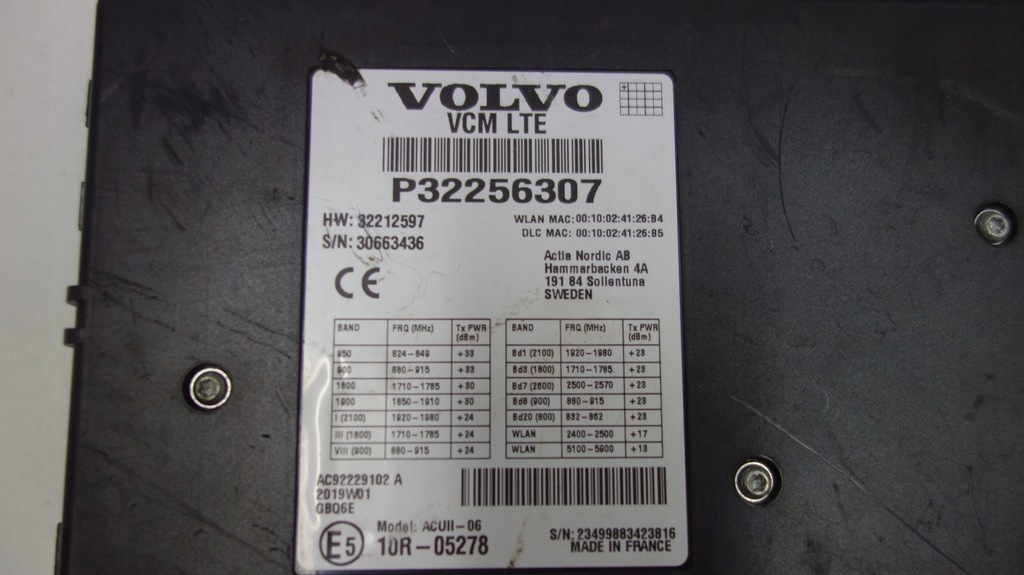 VOLVO
VCM LTE
P32256307
HW: 32212597
S/N: 30663436
WLAN MAC: 00:10:02:41:26:B4
DLC MAC: 00:10:02:41:26:B5
Actia Nordic AB
Hammarbacken 4A
191 84 Sollentuna
SWEDEN
CE
BAND FRQ (MHz) Tx PWR (dBm)
850 824-849 +33
900 880-915 +33
1800 1710-1785 +30
1900 1850-1910 +30
I (2100) 1920-1980 +24
III (1800) 1710-1785 +24
VIII (900) 880-915 +24
BAND FRQ (MHz) Tx PWR (dBm)
Bd1 (2100) 1920-1980 +23
Bd3 (1800) 1710-1785 +23
Bd7 (2600) 2500-2570 +23
Bd8 (900) 880-915 +23
Bd20 (800) 832-862 +23
WLAN 2400-2500 +17
WLAN 5100-5900 +13
AC92229102 A
2019W01
GBQ6E
E5
Model: ACUII-06
10R-05278
S/N: 23499883423816
MADE IN FRANCE